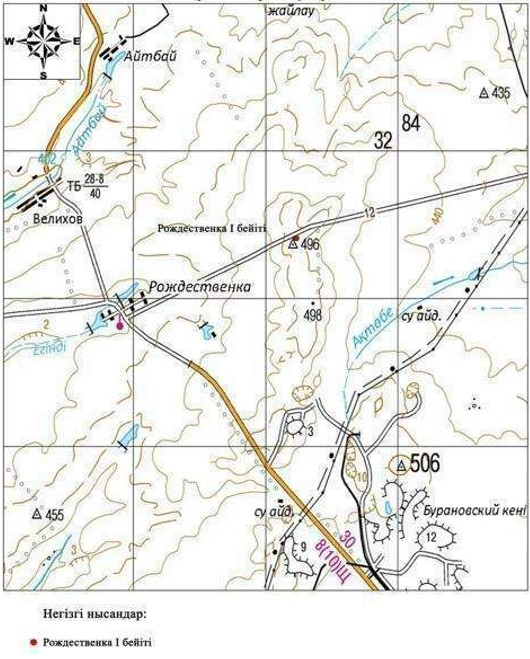 жайлау
N
W E
S
Айтбай
435
84
32
Айтбай
402
3
ТБ 28-8
40
12
Велихов
440
Рождественка I бейіті
496
Рождественка
498
су айд.
Ақтөбе
2
Егінді
3
506
10
455
су айд.
Бурановский кені
9
30
8(10)Щ
12
3
Негізгі нысандар:
Рождественка I бейіті